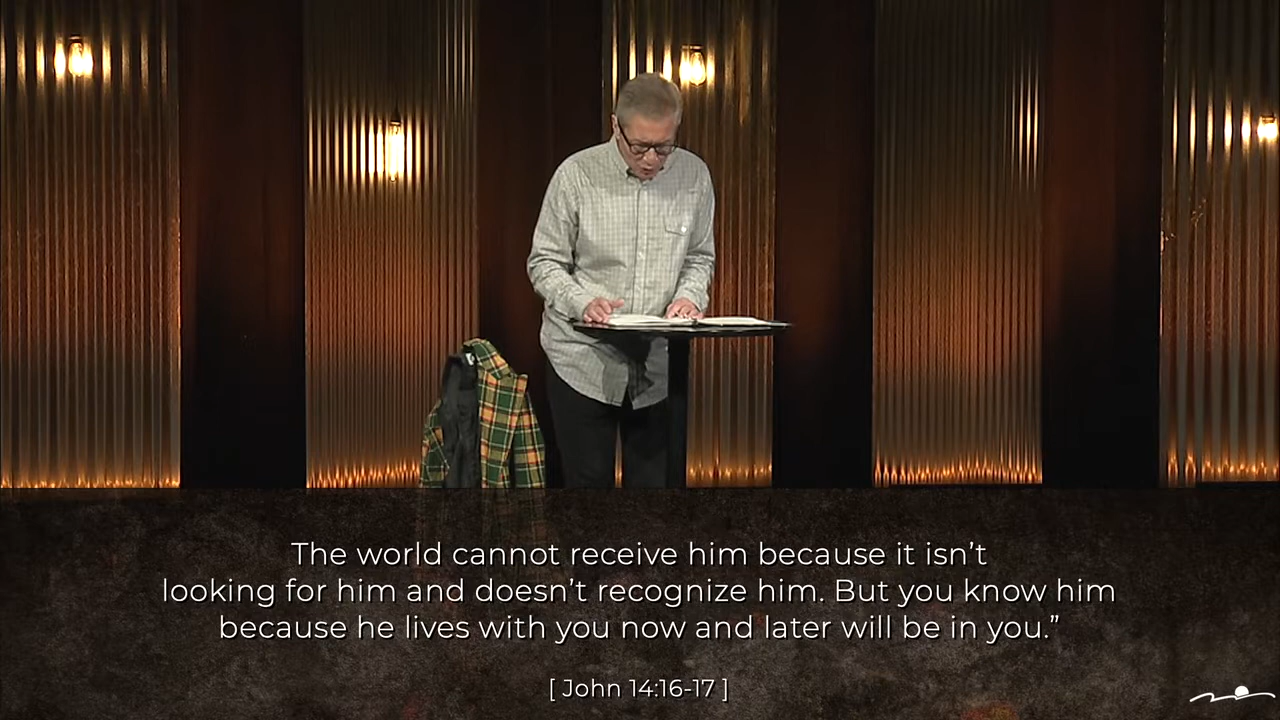 The world cannot receive him because it isn’t
looking for him and doesn’t recognize him. But you know him
because he lives with you now and later will be in you.”
[ John 14:16-17 ]